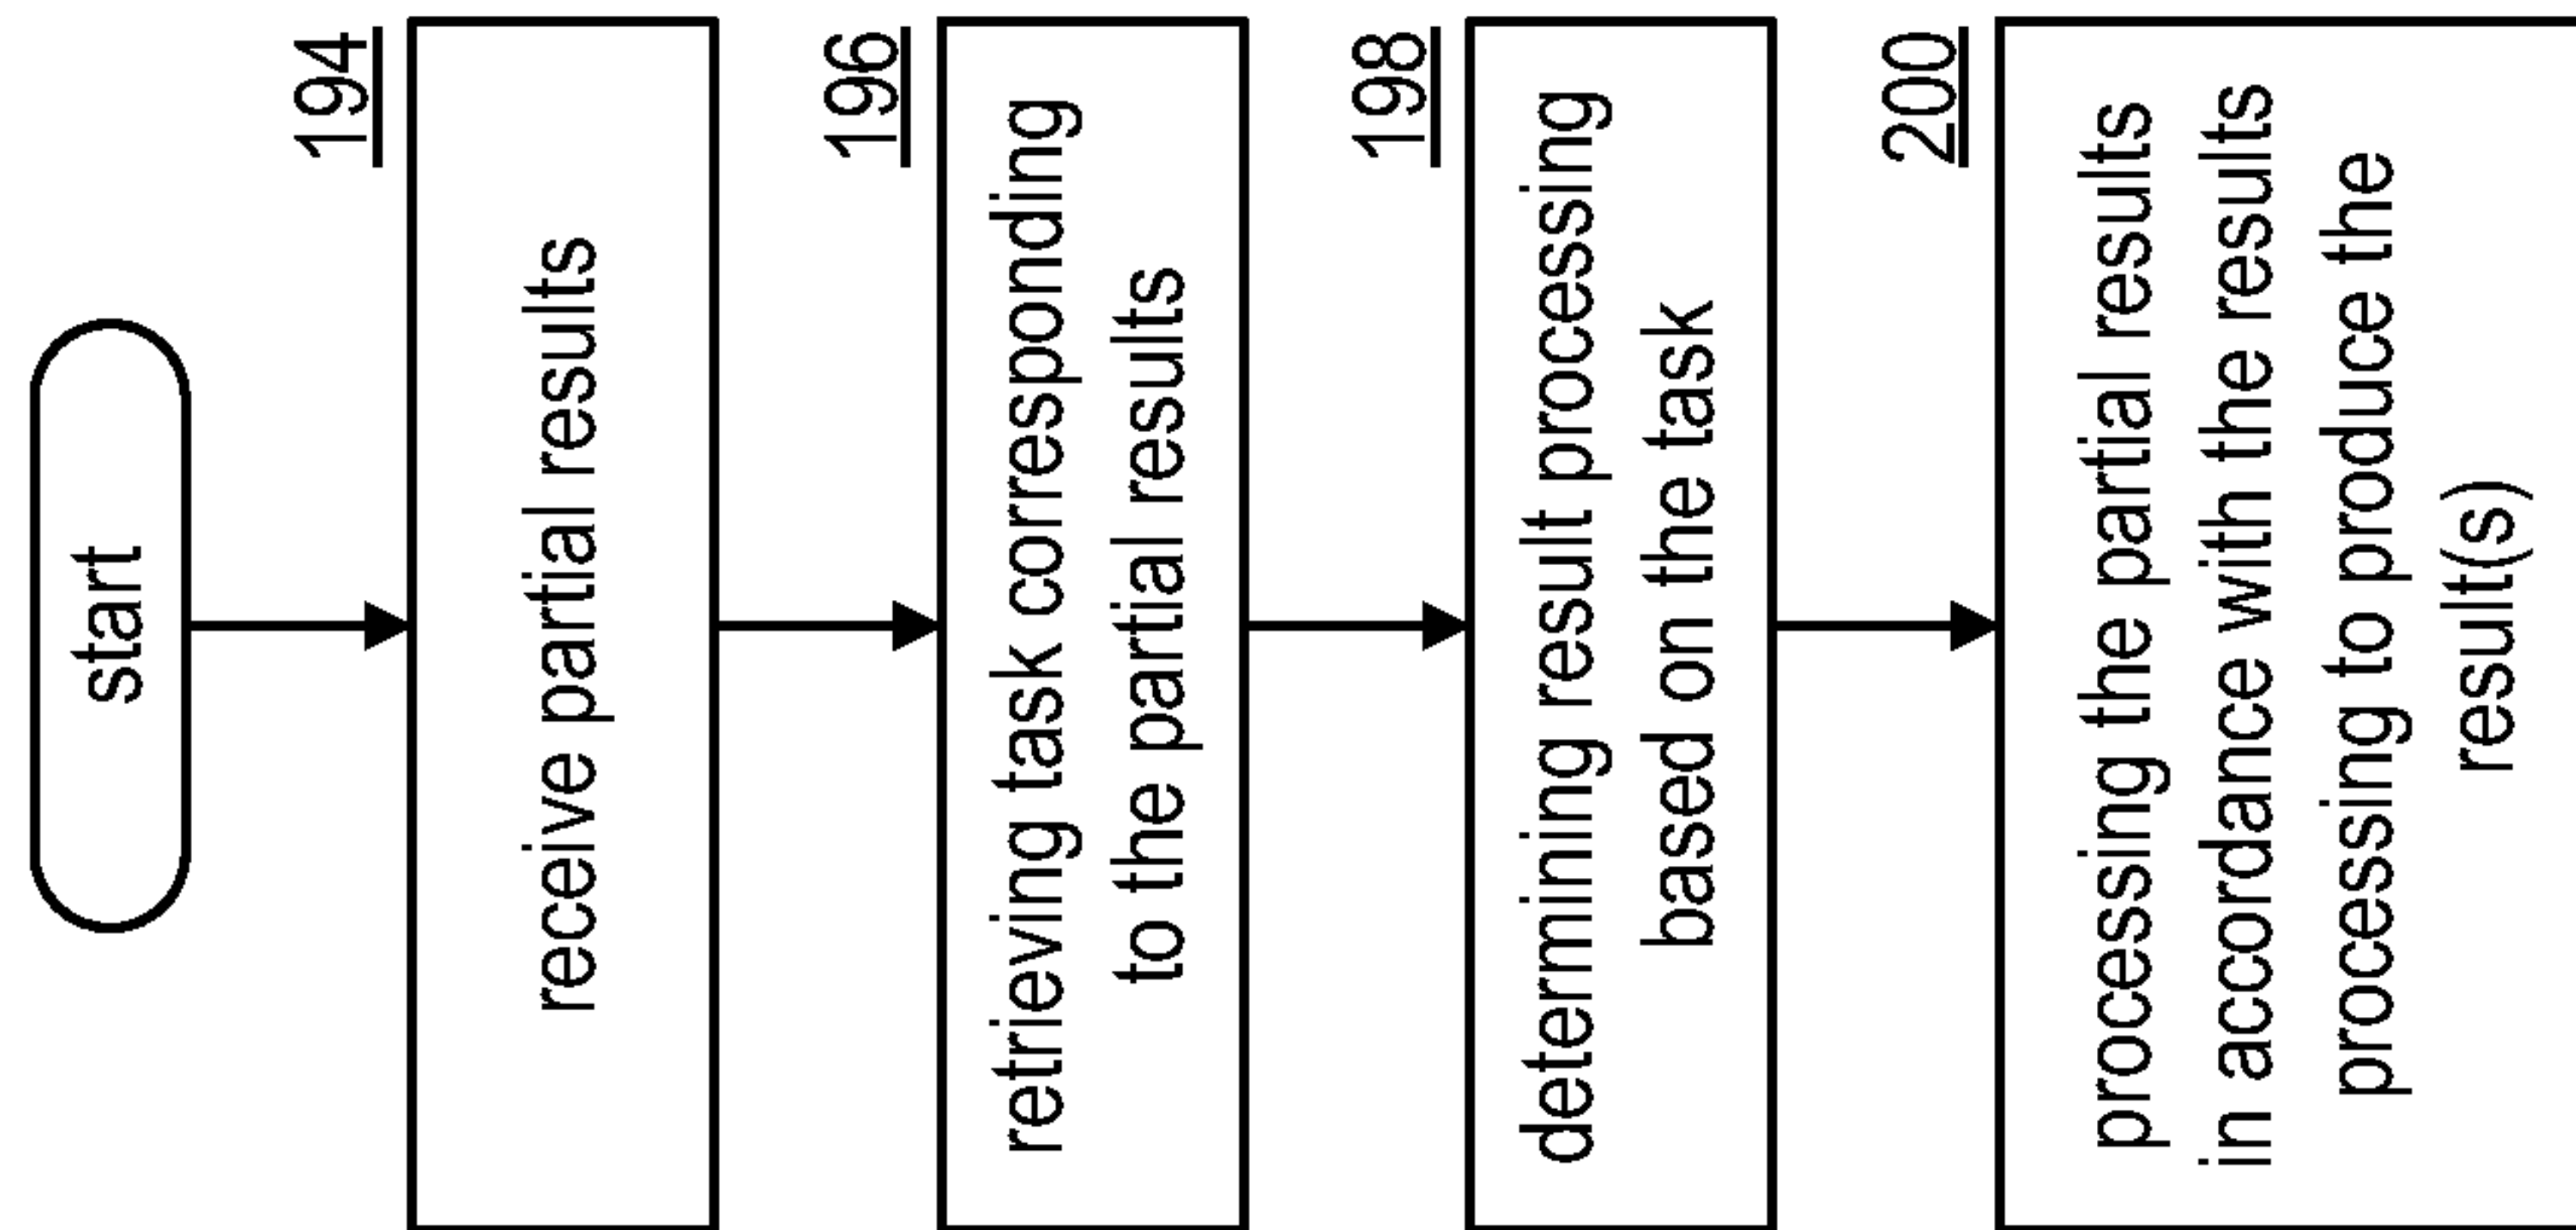 start
194
receive partial results
196
retrieving task corresponding
to the partial results
198
determining result processing
based on the task
200
processing the partial results
in accordance with the results
processing to produce the
result(s)